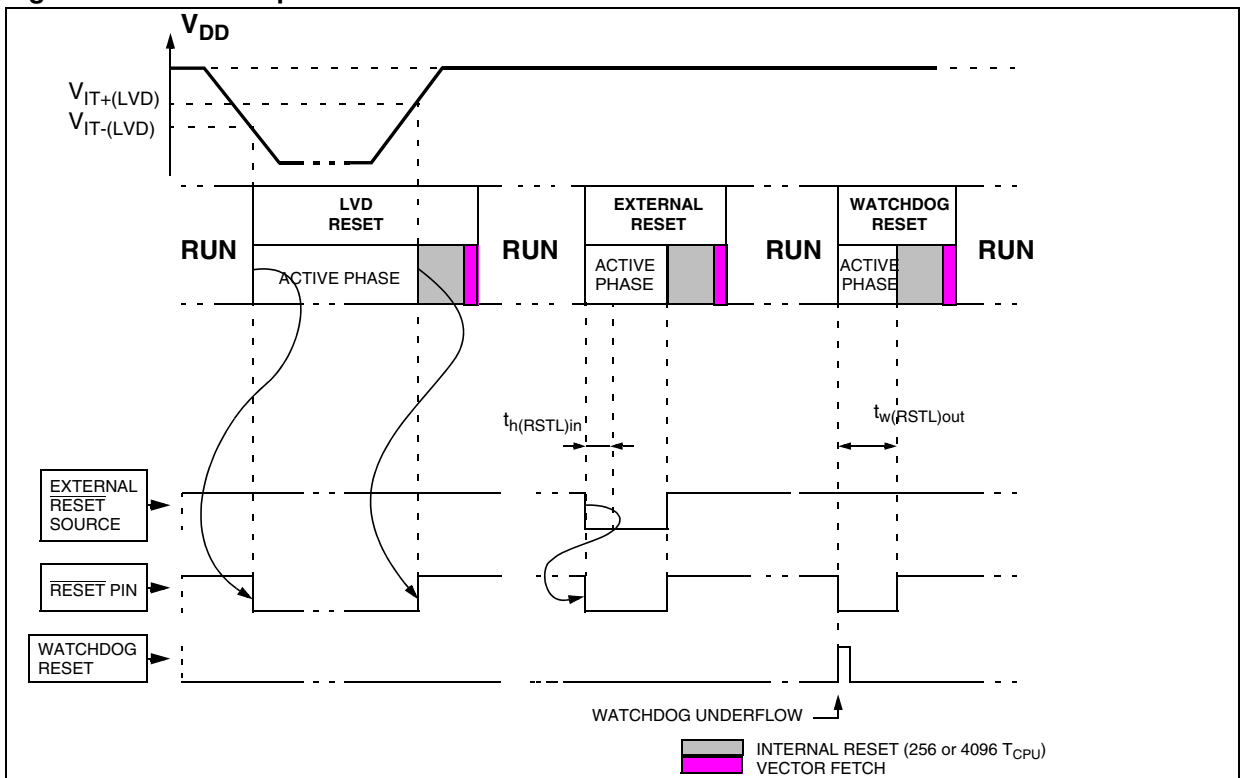 V_DD
V_IT+(LVD)
V_IT-(LVD)
LVD
RESET
EXTERNAL
RESET
WATCHDOG
RESET
RUN
RUN
RUN
RUN
ACTIVE PHASE
ACTIVE
PHASE
ACTIVE
PHASE
t_h(RSTL)in
t_w(RSTL)out
EXTERNAL
RESET
SOURCE
RESET PIN
WATCHDOG
RESET
WATCHDOG UNDERFLOW
INTERNAL RESET (256 or 4096 T_CPU)
VECTOR FETCH